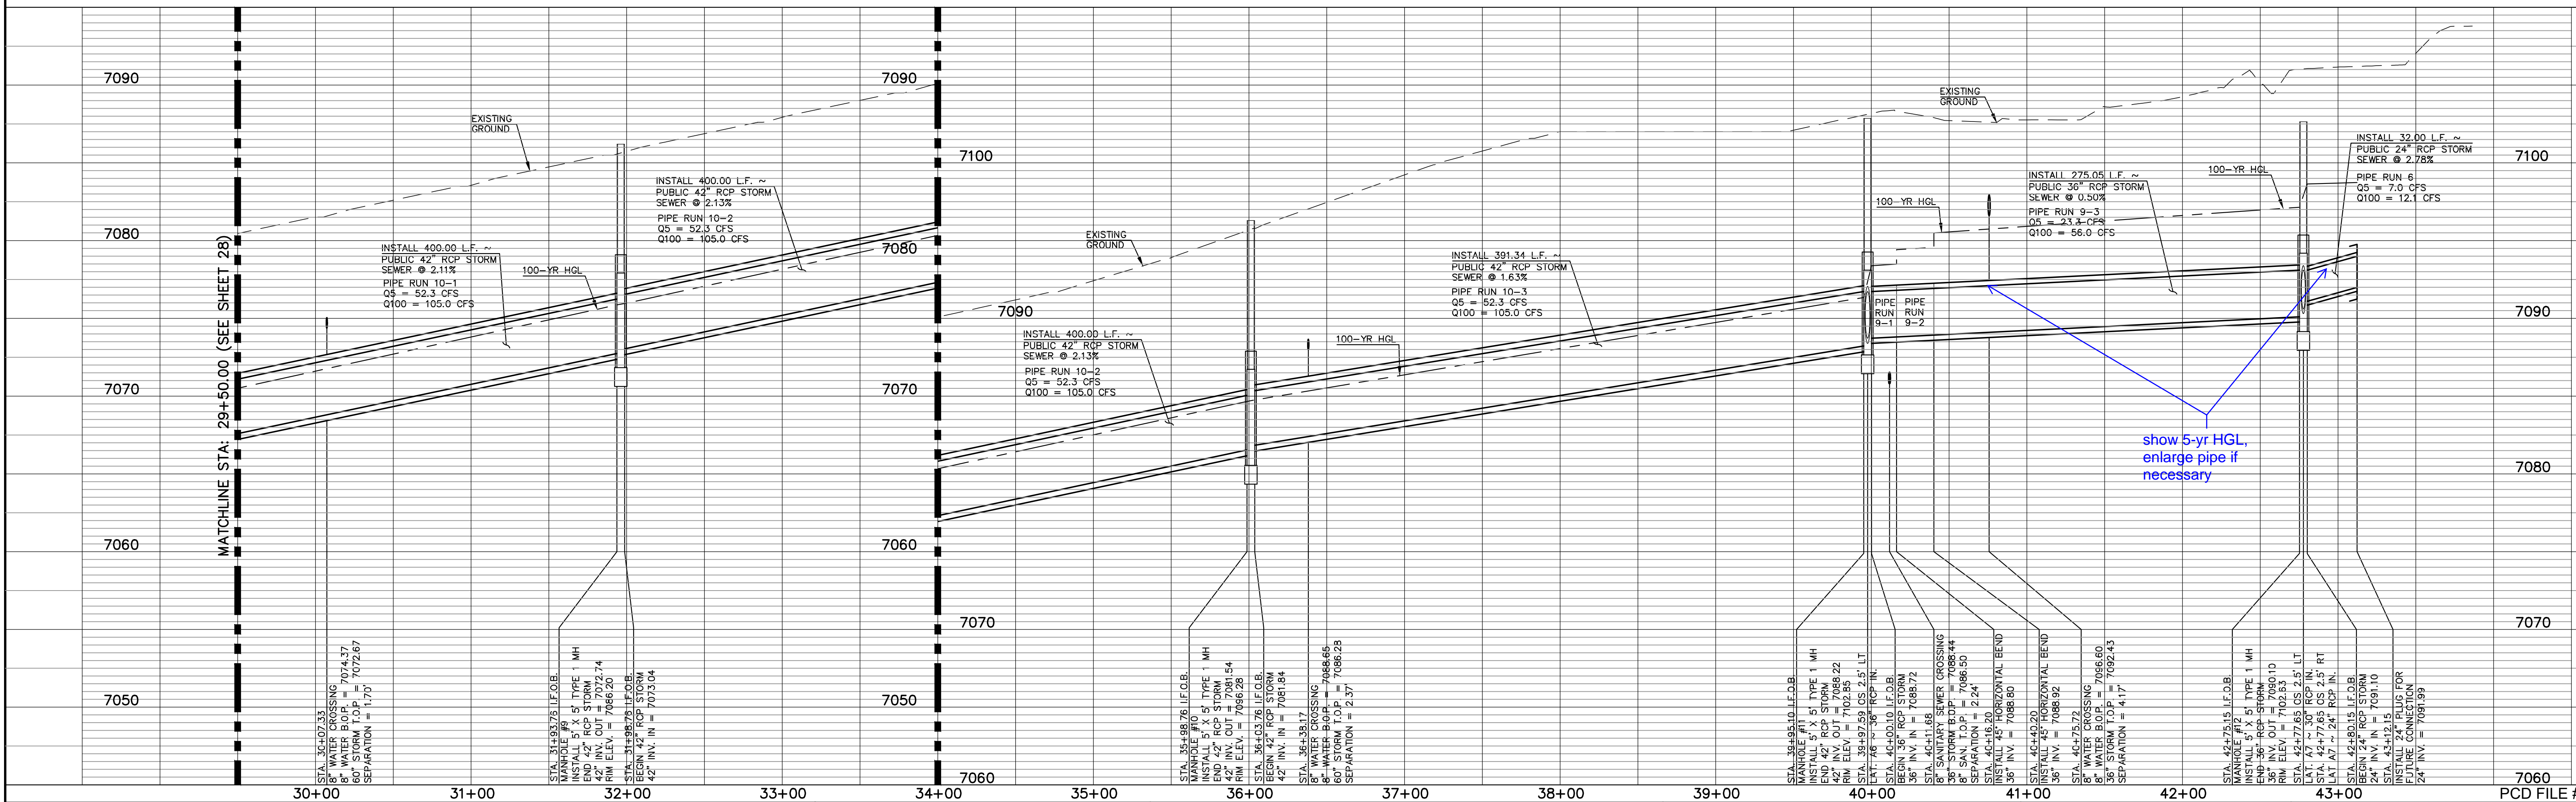 7090
7080
7070
7060
7050
MATCHLINE STA: 29+50.00 (SEE SHEET 28)
EXISTING
GROUND
INSTALL 400.00 L.F. ~
PUBLIC 42" RCP STORM
SEWER @ 2.11%
PIPE RUN 10-1
Q5 = 52.3 CFS
Q100 = 105.0 CFS
100-YR HGL
INSTALL 400.00 L.F. ~
PUBLIC 42" RCP STORM
SEWER @ 2.13%
PIPE RUN 10-2
Q5 = 52.3 CFS
Q100 = 105.0 CFS
7090
7080
7070
7060
7050
7100
7090
7070
7060
EXISTING
GROUND
INSTALL 400.00 L.F. ~
PUBLIC 42" RCP STORM
SEWER @ 2.13%
PIPE RUN 10-2
Q5 = 52.3 CFS
Q100 = 105.0 CFS
100-YR HGL
INSTALL 391.34 L.F. ~
PUBLIC 42" RCP STORM
SEWER @ 1.63%
PIPE RUN 10-3
Q5 = 52.3 CFS
Q100 = 105.0 CFS
EXISTING
GROUND
100-YR HGL
PIPE
RUN
9-1
PIPE
RUN
9-2
INSTALL 275.05 L.F. ~
PUBLIC 36" RCP STORM
SEWER @ 0.50%
PIPE RUN 9-3
Q5 = 23.3 CFS
Q100 = 56.0 CFS
100-YR HGL
INSTALL 32.00 L.F. ~
PUBLIC 24" RCP STORM
SEWER @ 2.78%
PIPE RUN 6
Q5 = 7.0 CFS
Q100 = 12.1 CFS
show 5-yr HGL,
enlarge pipe if
necessary
7100
7090
7080
7070
7060
STA. 30+07.33
8" WATER CROSSING
8" WATER B.O.P. = 7074.37
60" STORM T.O.P. = 7072.67
SEPARATION = 1.70'
STA. 31+93.76 I.F.O.B.
MANHOLE #9
INSTALL 5' X 5' TYPE 1 MH
END 42" RCP STORM
42" INV. OUT = 7072.74
RIM ELEV. = 7086.20
STA. 31+98.76 I.F.O.B.
BEGIN 42" RCP STORM
42" INV. IN = 7073.04
STA. 35+98.76 I.F.O.B.
MANHOLE #10
INSTALL 5' X 5' TYPE 1 MH
END 42" RCP STORM
42" INV. OUT = 7081.54
RIM ELEV. = 7096.28
STA. 36+03.76 I.F.O.B.
BEGIN 42" RCP STORM
42" INV. IN = 7081.84
STA. 36+38.17
8" WATER CROSSING
8" WATER B.O.P. = 7088.65
60" STORM T.O.P. = 7086.28
SEPARATION = 2.37'
STA. 39+95.10 I.F.O.B.
MANHOLE #11
INSTALL 5' X 5' TYPE 1 MH
END 42" RCP STORM
42" INV. OUT = 7088.22
RIM ELEV. = 7102.85
STA. 39+97.59 OS 2.5' LT
LAT. A6 ~ 36" RCP IN.
STA. 40+00.10 I.F.O.B.
BEGIN 36" RCP STORM
36" INV. IN = 7088.72
STA. 40+11.68
8" SANITARY SEWER CROSSING
36" STORM B.O.P = 7088.44
8" SAN. T.O.P. = 7086.50
SEPARATION = 2.24'
STA. 40+16.20
INSTALL 45° HORIZONTAL BEND
36" INV. = 7088.80
STA. 40+40.20
INSTALL 45° HORIZONTAL BEND
36" INV. = 7088.92
STA. 40+75.72
8" WATER CROSSING
8" WATER B.O.P. = 7096.60
36" STORM T.O.P. = 7092.43
SEPARATION = 4.17'
STA. 42+75.15 I.F.O.B.
MANHOLE #12
INSTALL 5' X 5' TYPE 1 MH
END 36" RCP STORM
36" INV. OUT = 7090.10
RIM ELEV. = 7102.63
STA. 42+77.65 OS 2.5' LT
LAT. A7 ~ 30" RCP IN.
STA. 42+77.65 OS 2.5' RT
LAT A7 ~ 24" RCP IN.
STA. 42+80.15 I.F.O.B.
BEGIN 24" RCP STORM
24" INV. IN = 7091.10
STA. 43+12.15
INSTALL 24" PLUG FOR
FUTURE CONNECTION
24" INV. = 7091.99
30+00
31+00
32+00
33+00
34+00
35+00
36+00
37+00
38+00
39+00
40+00
41+00
42+00
43+00
PCD FILE #